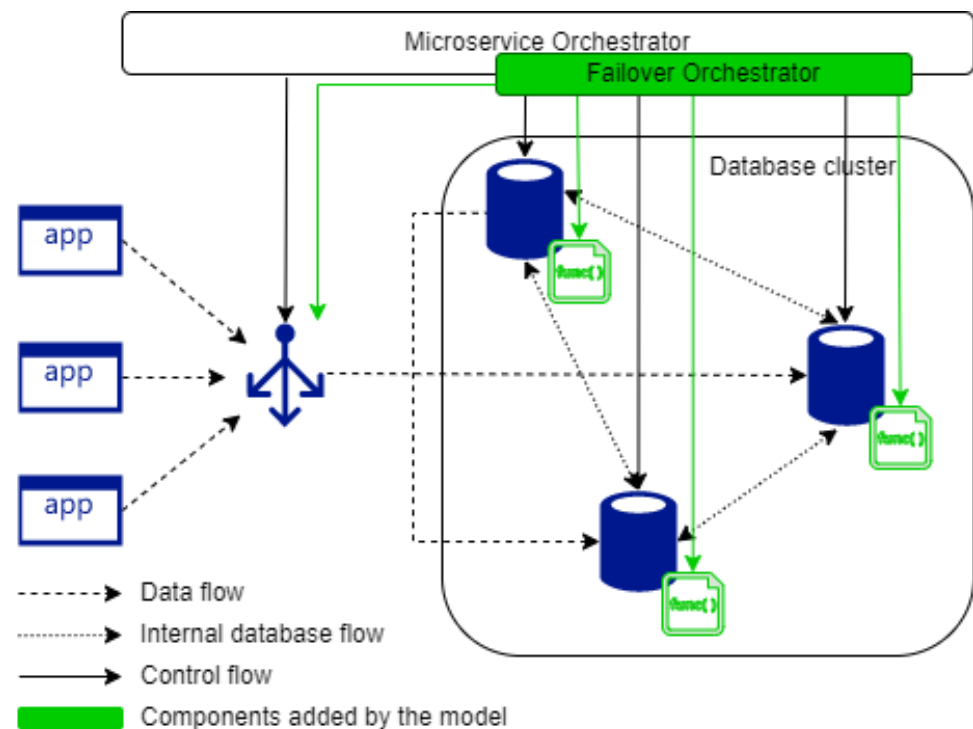 Microservice Orchestrator
Failover Orchestrator
Database cluster
app
func()
app
app
func()
func()
Data flow
Internal database flow
Control flow
Components added by the model